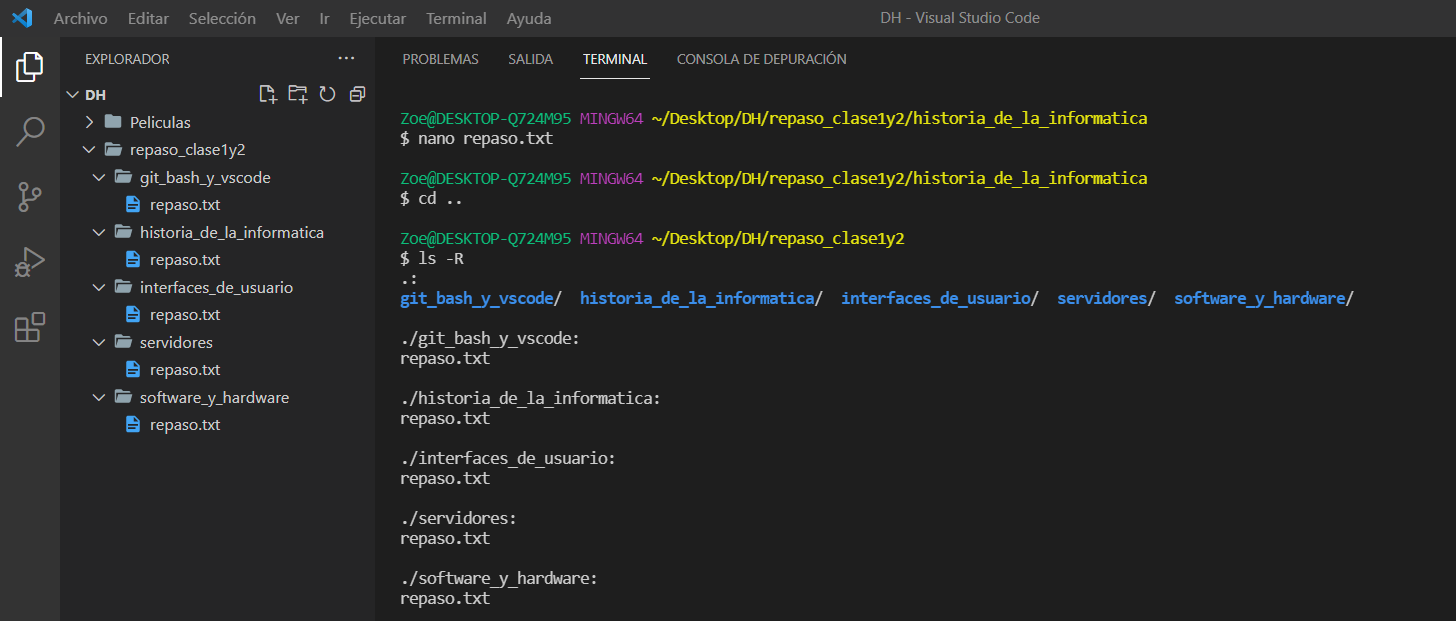 Archivo Editar Selección Ver Ir Ejecutar Terminal Ayuda DH - Visual Studio Code
EXPLORADOR ···
DH
Peliculas
repaso_clase1y2
git_bash_y_vscode
repaso.txt
historia_de_la_informatica
repaso.txt
interfaces_de_usuario
repaso.txt
servidores
repaso.txt
software_y_hardware
repaso.txt
PROBLEMAS SALIDA TERMINAL CONSOLA DE DEPURACIÓN
Zoe@DESKTOP-Q724M95 MINGW64 ~/Desktop/DH/repaso_clase1y2/historia_de_la_informatica
$ nano repaso.txt
Zoe@DESKTOP-Q724M95 MINGW64 ~/Desktop/DH/repaso_clase1y2/historia_de_la_informatica
$ cd ..
Zoe@DESKTOP-Q724M95 MINGW64 ~/Desktop/DH/repaso_clase1y2
$ ls -R
.:
git_bash_y_vscode/ historia_de_la_informatica/ interfaces_de_usuario/ servidores/ software_y_hardware/
./git_bash_y_vscode:
repaso.txt
./historia_de_la_informatica:
repaso.txt
./interfaces_de_usuario:
repaso.txt
./servidores:
repaso.txt
./software_y_hardware:
repaso.txt